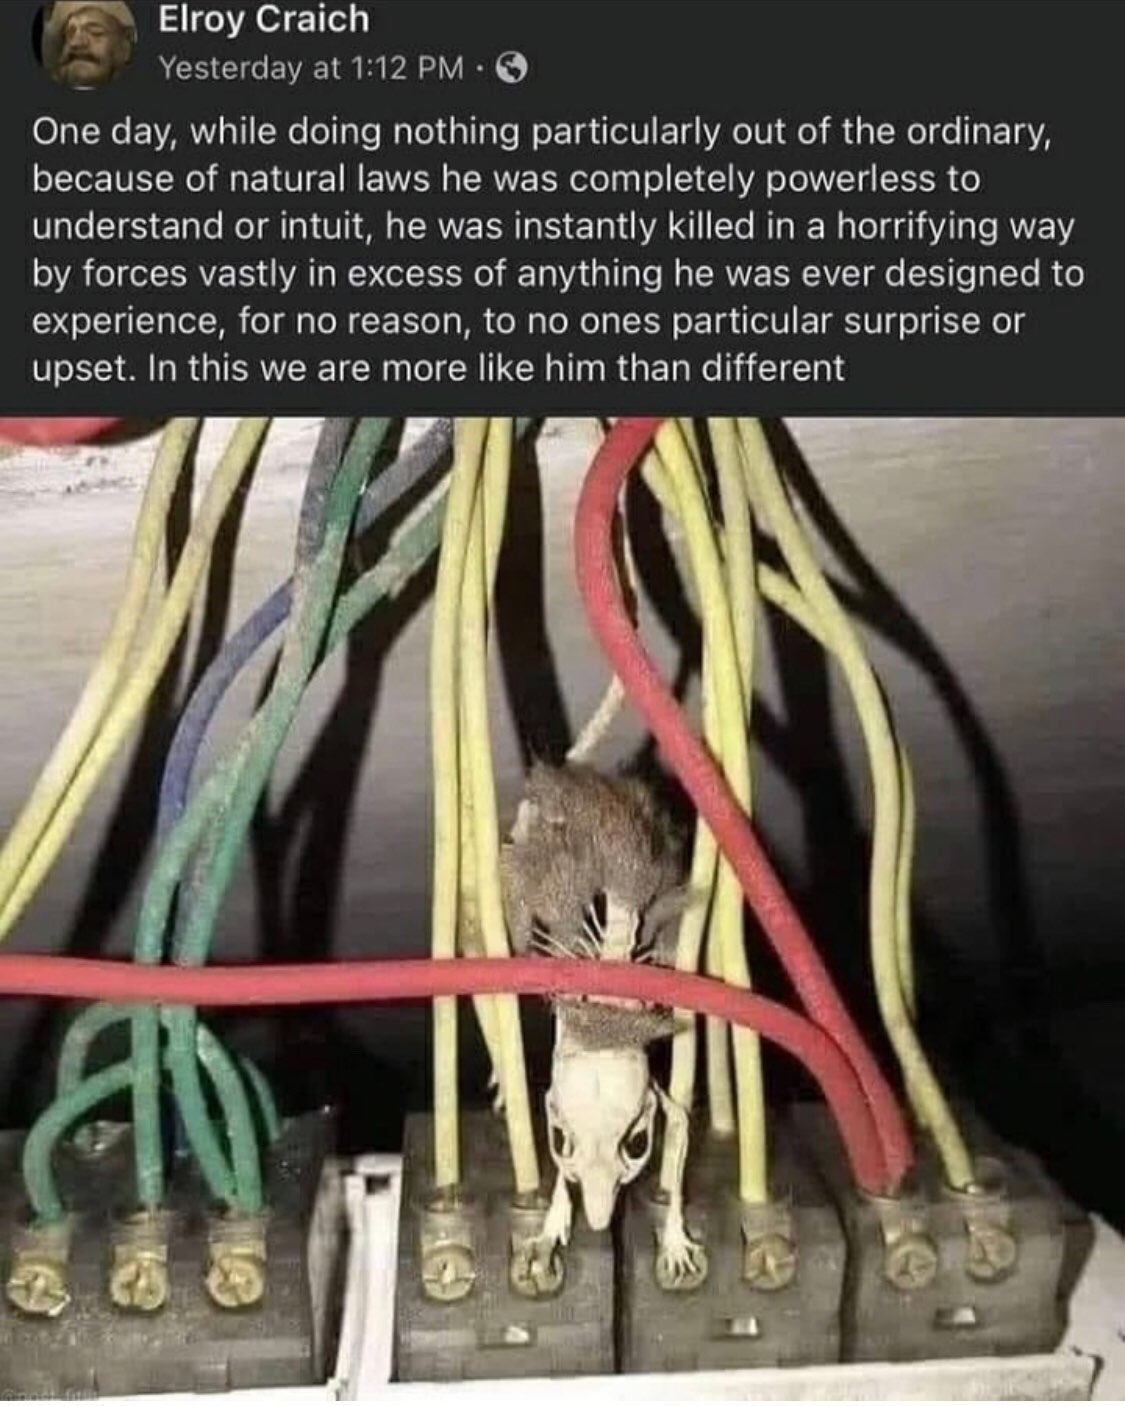 Elroy Craich
Yesterday at 1:12 PM ·
One day, while doing nothing particularly out of the ordinary,
because of natural laws he was completely powerless to
understand or intuit, he was instantly killed in a horrifying way
by forces vastly in excess of anything he was ever designed to
experience, for no reason, to no ones particular surprise or
upset. In this we are more like him than different